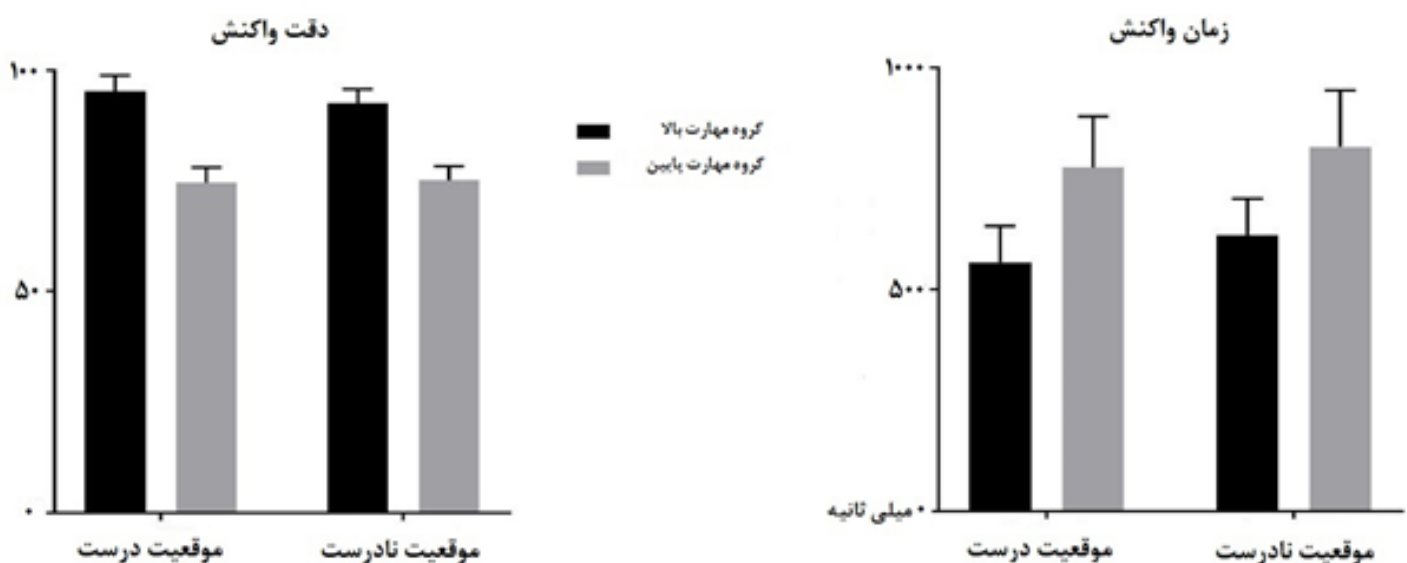 دقت واکنش
۱۰۰
۵۰
۰
موقعیت درست
موقعیت نادرست
گروه مهارت بالا
گروه مهارت پایین
زمان واکنش
۱۰۰۰
۵۰۰
۰ میلی ثانیه
موقعیت درست
موقعیت نادرست